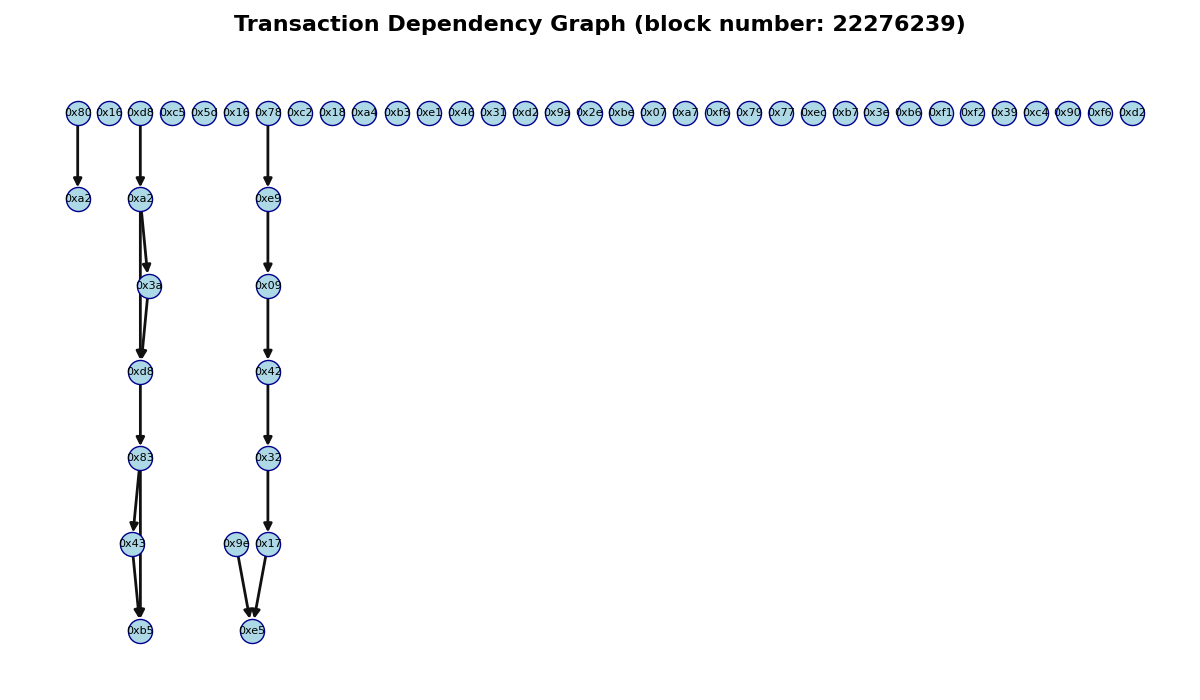 Transaction Dependency Graph (block number: 22276239)
0x80 0x16 0xd8 0xc5 0x5d 0x16 0x78 0xc2 0x18 0xa4 0xb3 0xe1 0x46 0x31 0xd2 0x9a 0x2e 0xbe 0x07 0xa7 0xf6 0x79 0x77 0xec 0xb7 0x3e 0xb6 0xf1 0xf2 0x39 0xc4 0x90 0xf6 0xd2
0xa2 0xa2 0xe9
0x3a 0x09
0xd8 0x42
0x83 0x32
0x43 0x9e 0x17
0xb5 0xe5